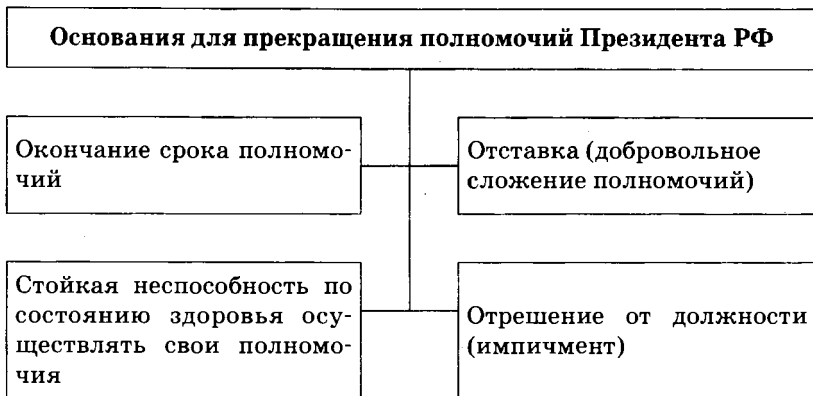 Основания для прекращения полномочий Президента РФ
Окончание срока полномо-
чий
Отставка (добровольное
сложение полномочий)
Стойкая неспособность по
состоянию здоровья осу-
ществлять свои полномо-
чия
Отрешение от должности
(импичмент)